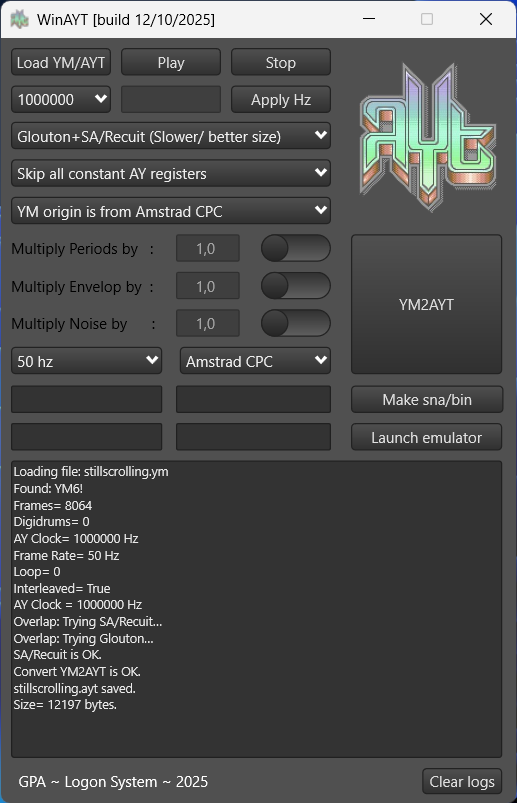 WinAYT [build 12/10/2025]
Load YM/AYT Play Stop
1000000 Apply Hz
Glouton+SA/Recuit (Slower/ better size)
Skip all constant AY registers
YM origin is from Amstrad CPC
AYt
Multiply Periods by : 1,0
Multiply Envelop by : 1,0
Multiply Noise by : 1,0
YM2AYT
50 hz Amstrad CPC
Make sna/bin
Launch emulator
Loading file: stillscrolling.ym
Found: YM6!
Frames= 8064
Digidrums= 0
AY Clock= 1000000 Hz
Frame Rate= 50 Hz
Loop= 0
Interleaved= True
AY Clock = 1000000 Hz
Overlap: Trying SA/Recuit...
Overlap: Trying Glouton...
SA/Recuit is OK.
Convert YM2AYT is OK.
stillscrolling.ayt saved.
Size= 12197 bytes.
GPA ~ Logon System ~ 2025
Clear logs